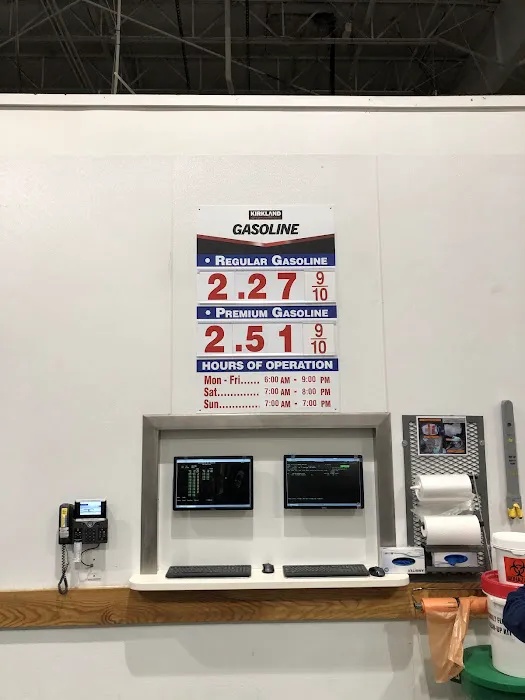 KIRKLAND
GASOLINE
• REGULAR GASOLINE
2.27 9/10
• PREMIUM GASOLINE
2.51 9/10
HOURS OF OPERATION
Mon - Fri...... 6:00 AM - 9:00 PM
Sat.............. 7:00 AM - 8:00 PM
Sun............. 7:00 AM - 7:00 PM